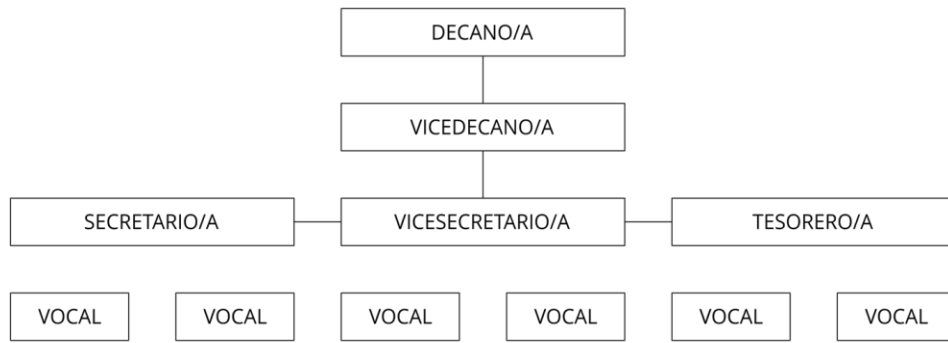 DECANO/A
VICEDECANO/A
SECRETARIO/A
VICESECRETARIO/A
TESORERO/A
VOCAL
VOCAL
VOCAL
VOCAL
VOCAL
VOCAL